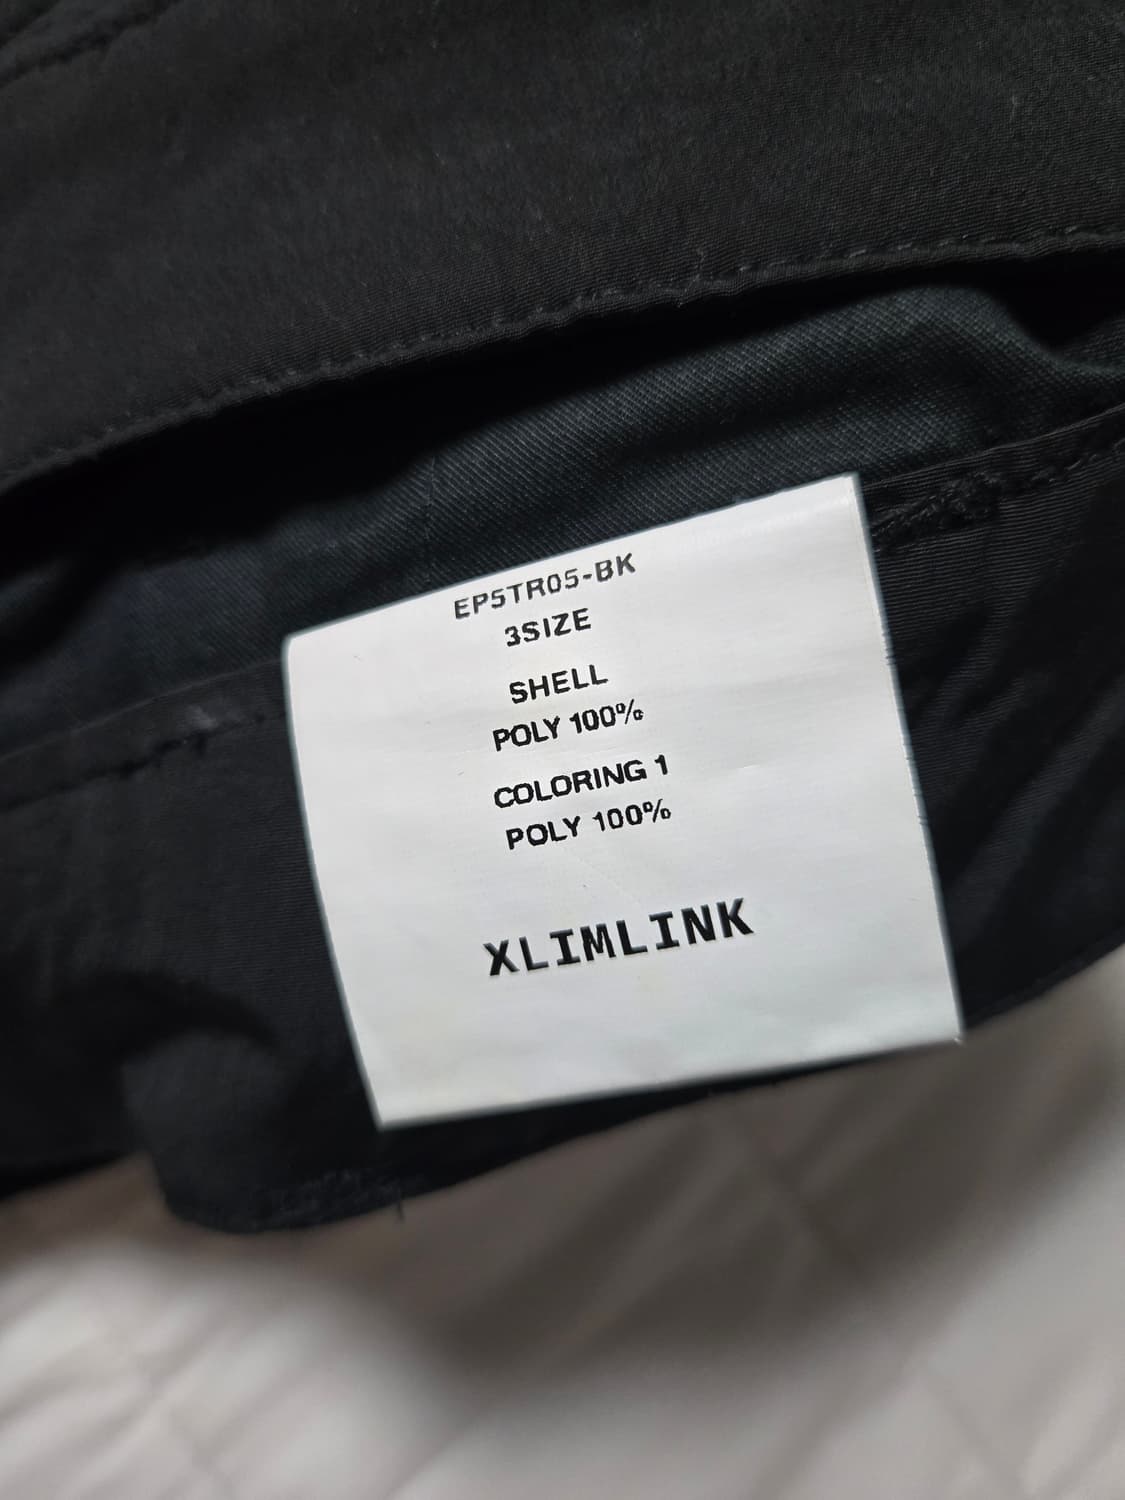 EP5TR05-BK
3SIZE
SHELL
POLY 100%
COLORING 1
POLY 100%
XLIMLINK